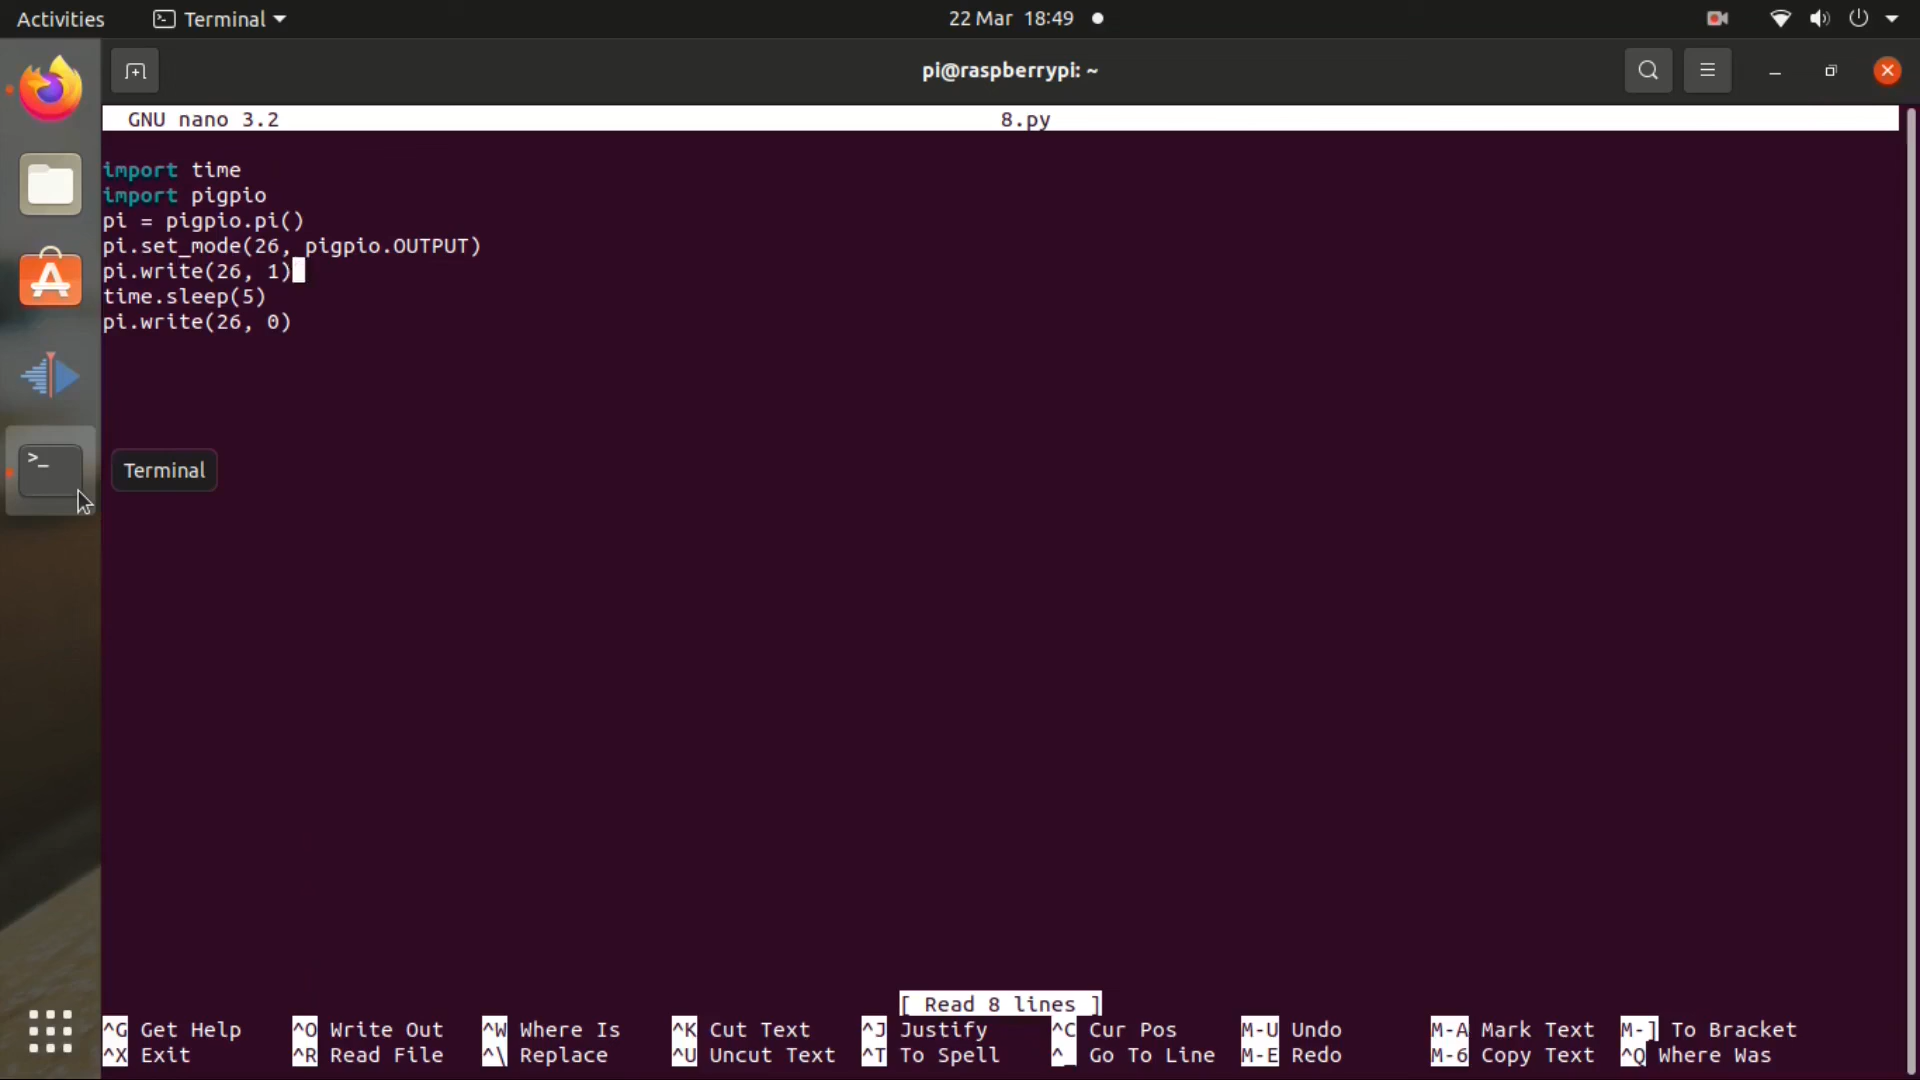 Activities Terminal 22 Mar 18:49
pi@raspberrypi: ~
GNU nano 3.2 8.py
import time
import pigpio
pi = pigpio.pi()
pi.set_mode(26, pigpio.OUTPUT)
pi.write(26, 1)
time.sleep(5)
pi.write(26, 0)
>_ Terminal
[ Read 8 lines ]
^G Get Help ^O Write Out ^W Where Is ^K Cut Text ^J Justify ^C Cur Pos M-U Undo M-A Mark Text M-] To Bracket
^X Exit ^R Read File ^\ Replace ^U Uncut Text ^T To Spell ^_ Go To Line M-E Redo M-6 Copy Text ^Q Where Was